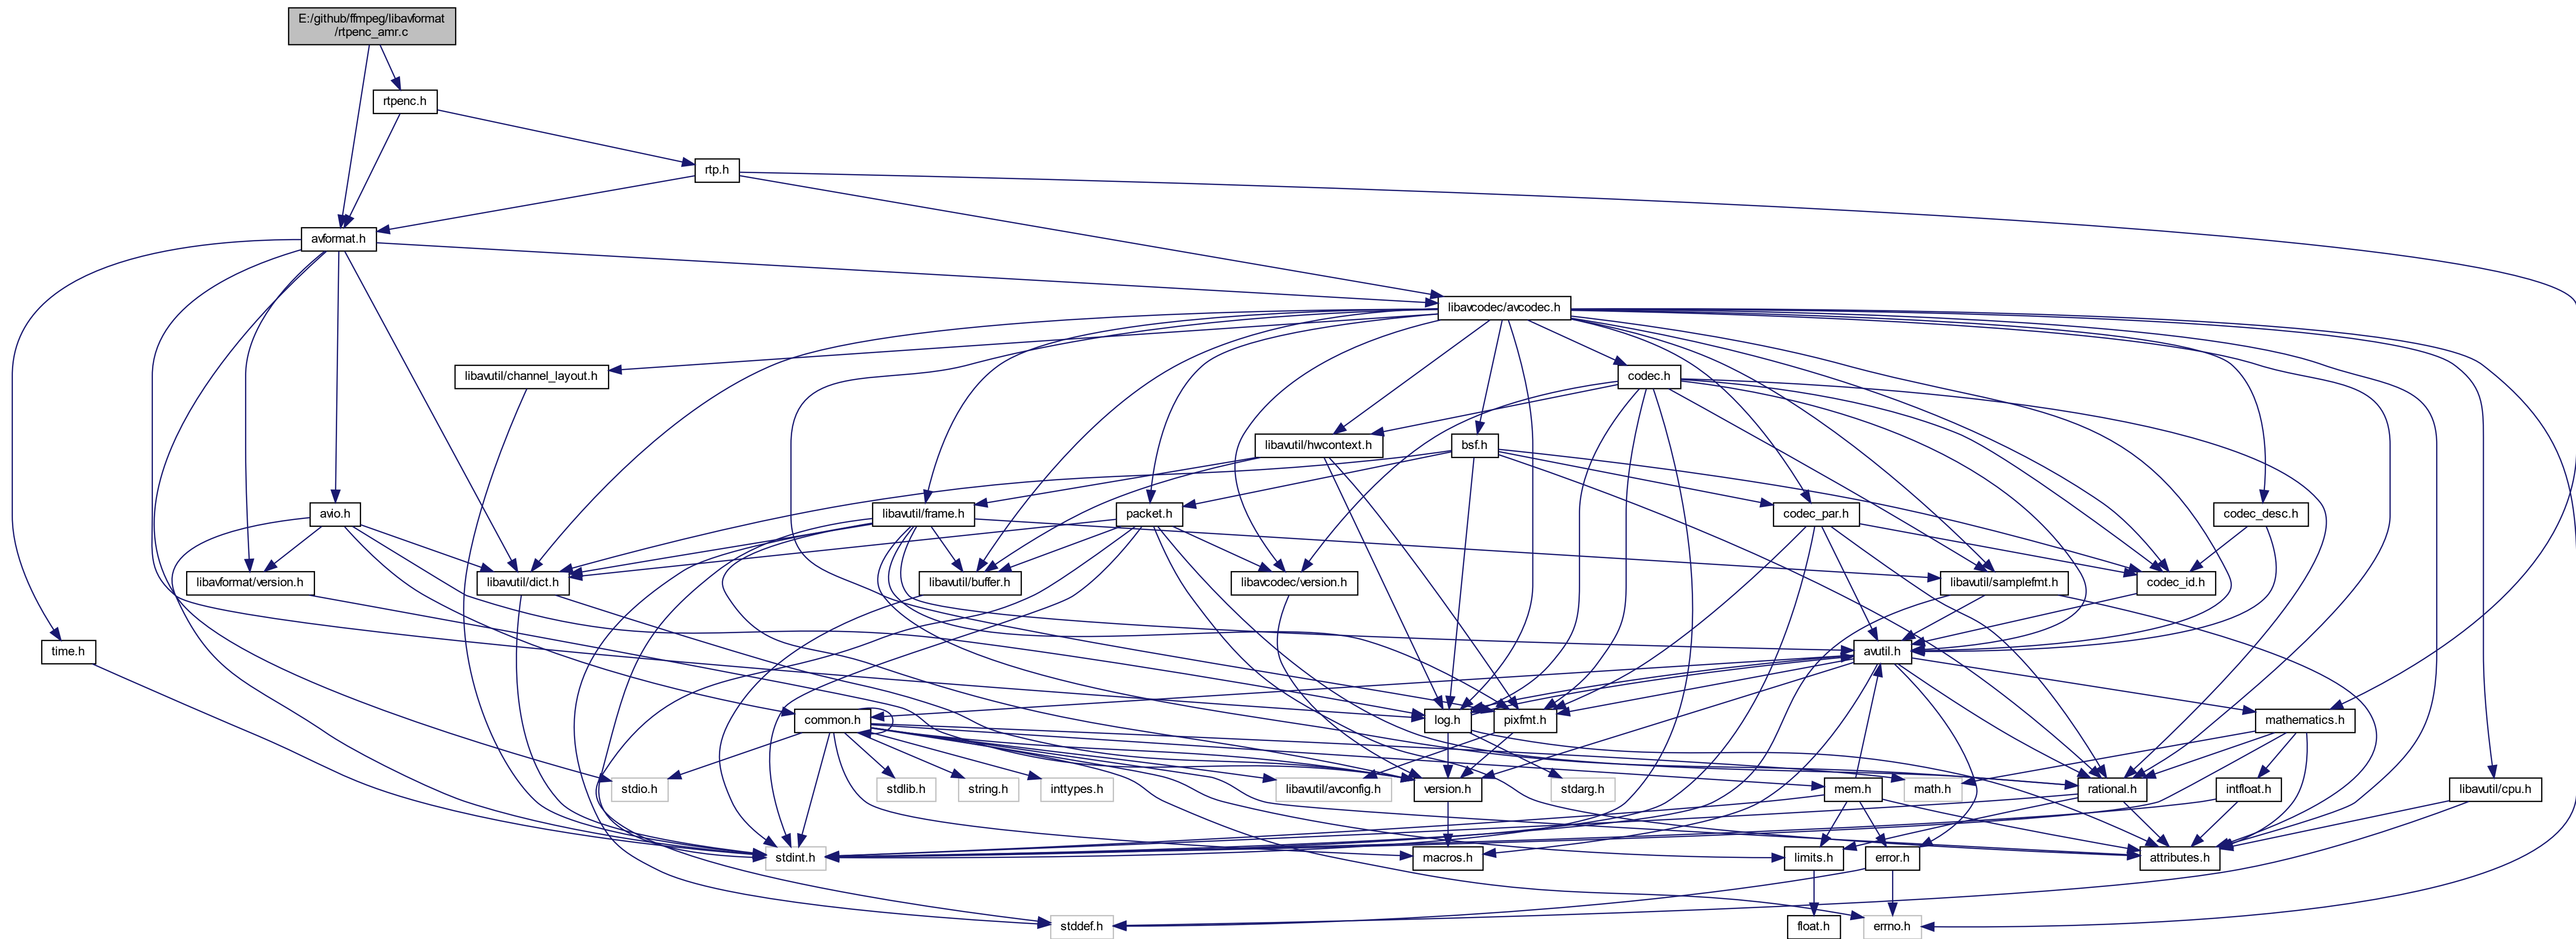 E:/github/ffmpeg/libavformat
/rtpenc_amr.c
rtpenc.h
rtp.h
avformat.h
libavcodec/avcodec.h
libavutil/channel_layout.h
codec.h
libavutil/hwcontext.h
bsf.h
avio.h
libavutil/frame.h
packet.h
codec_par.h
codec_desc.h
libavformat/version.h
libavutil/dict.h
libavutil/buffer.h
libavcodec/version.h
libavutil/samplefmt.h
codec_id.h
time.h
avutil.h
common.h
log.h
pixfmt.h
mathematics.h
stdio.h
stdlib.h
string.h
inttypes.h
libavutil/avconfig.h
version.h
stdarg.h
mem.h
math.h
rational.h
intfloat.h
libavutil/cpu.h
stdint.h
macros.h
limits.h
error.h
attributes.h
stddef.h
float.h
errno.h